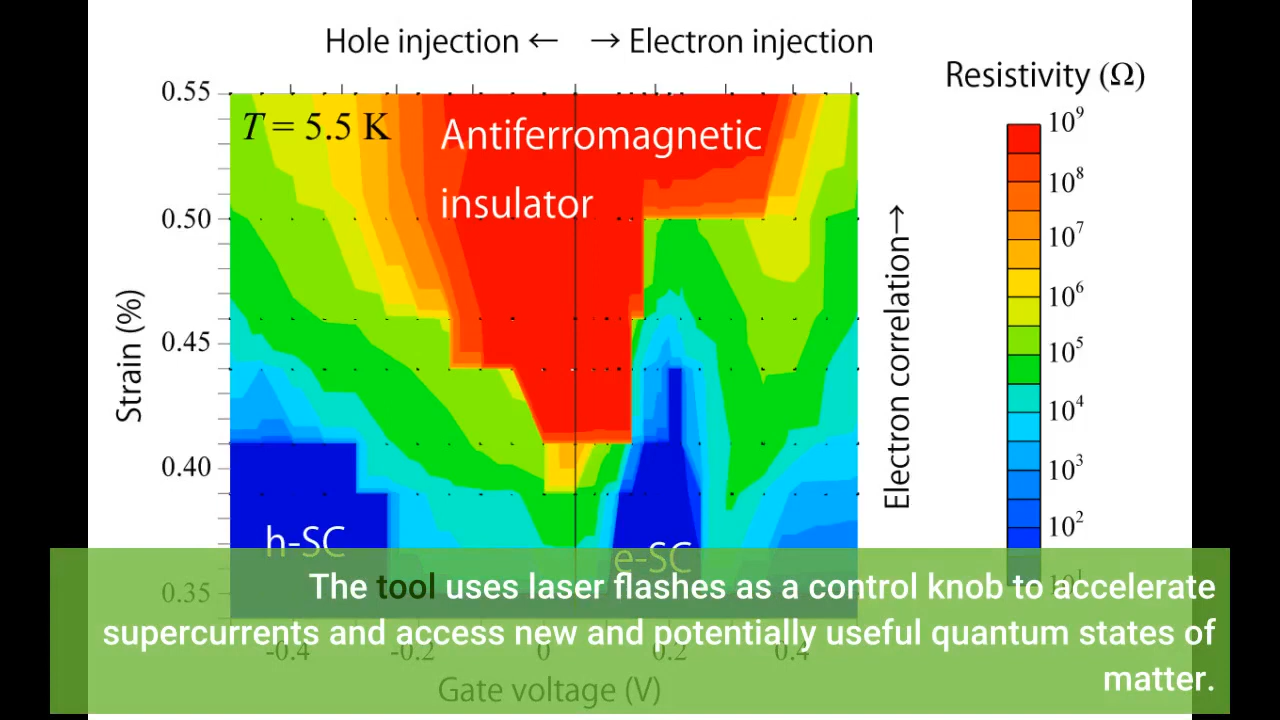 Hole injection ← → Electron injection
Resistivity (Ω)
0.55
0.50
0.45
0.40
0.35
Strain (%)
T = 5.5 K
Antiferromagnetic
insulator
h-SC
e-SC
Electron correlation→
10⁹
10⁸
10⁷
10⁶
10⁵
10⁴
10³
10²
10¹
The tool uses laser flashes as a control knob to accelerate
supercurrents and access new and potentially useful quantum states of
matter.
-0.4 -0.2 0 0.2 0.4
Gate voltage (V)